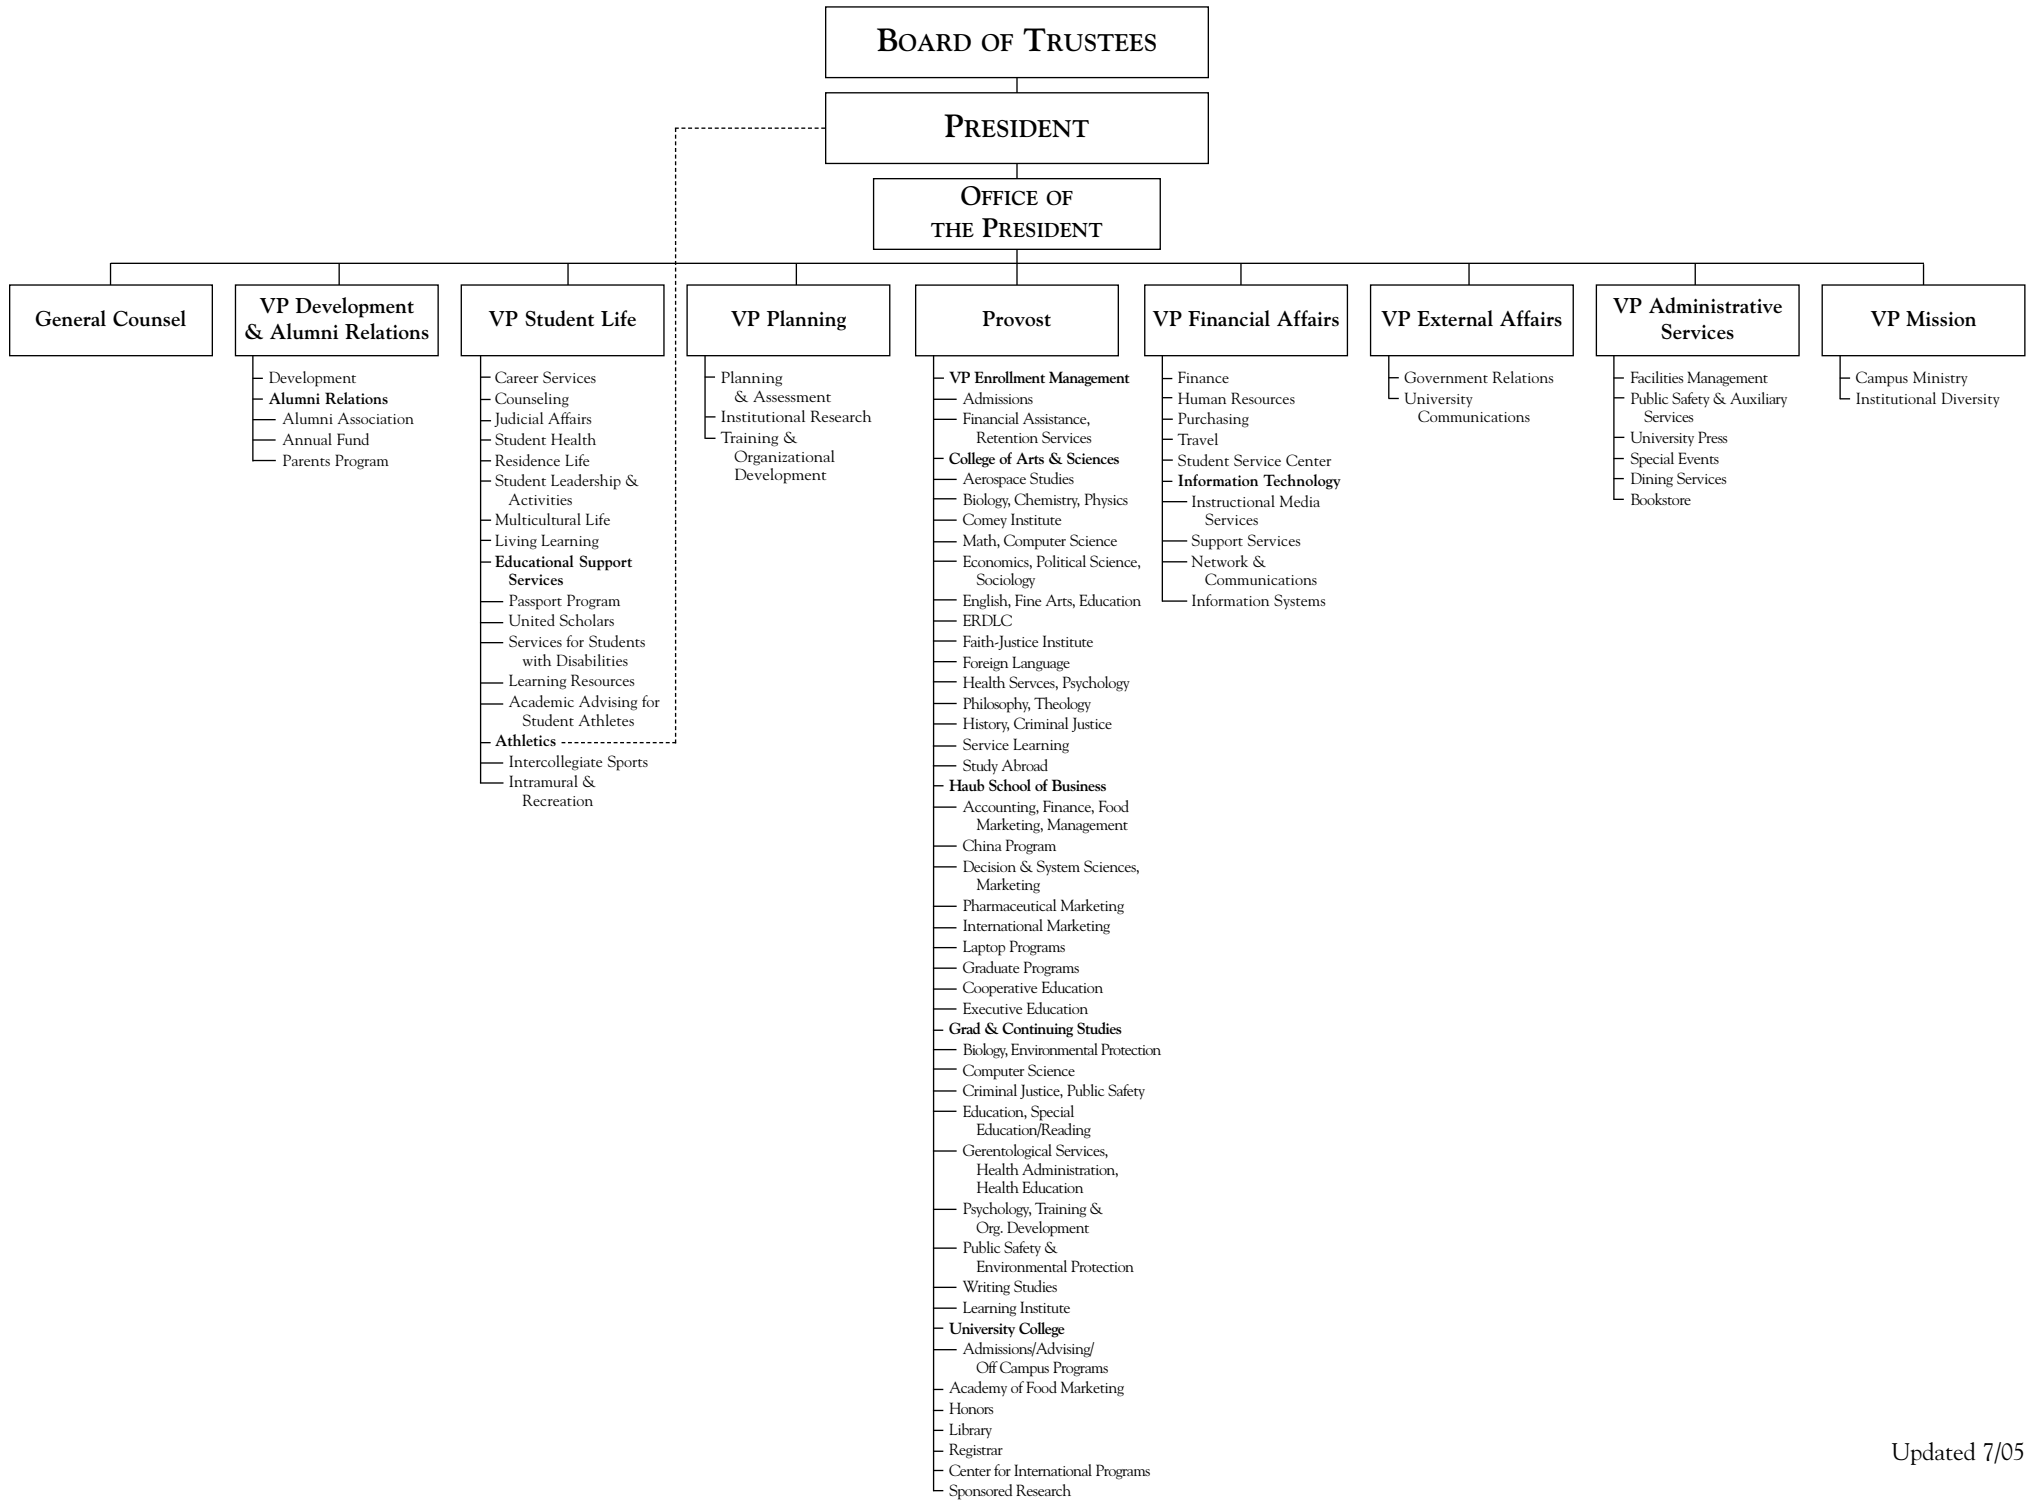 BOARD OF TRUSTEES
PRESIDENT
OFFICE OF
THE PRESIDENT
General Counsel
VP Development
& Alumni Relations
Development
Alumni Relations
Alumni Association
Annual Fund
Parents Program
VP Student Life
Career Services
Counseling
Judicial Affairs
Student Health
Residence Life
Student Leadership &
Activities
Multicultural Life
Living Learning
Educational Support
Services
Passport Program
United Scholars
Services for Students
with Disabilities
Learning Resources
Academic Advising for
Student Athletes
Athletics
Intercollegiate Sports
Intramural &
Recreation
VP Planning
Planning
& Assessment
Institutional Research
Training &
Organizational
Development
Provost
VP Enrollment Management
Admissions
Financial Assistance,
Retention Services
College of Arts & Sciences
Aerospace Studies
Biology, Chemistry, Physics
Comey Institute
Math, Computer Science
Economics, Political Science,
Sociology
English, Fine Arts, Education
ERDLC
Faith-Justice Institute
Foreign Language
Health Servces, Psychology
Philosophy, Theology
History, Criminal Justice
Service Learning
Study Abroad
Haub School of Business
Accounting, Finance, Food
Marketing, Management
China Program
Decision & System Sciences,
Marketing
Pharmaceutical Marketing
International Marketing
Laptop Programs
Graduate Programs
Cooperative Education
Executive Education
Grad & Continuing Studies
Biology, Environmental Protection
Computer Science
Criminal Justice, Public Safety
Education, Special
Education/Reading
Gerentological Services,
Health Administration,
Health Education
Psychology, Training &
Org. Development
Public Safety &
Environmental Protection
Writing Studies
Learning Institute
University College
Admissions/Advising/
Off Campus Programs
Academy of Food Marketing
Honors
Library
Registrar
Center for International Programs
Sponsored Research
VP Financial Affairs
Finance
Human Resources
Purchasing
Travel
Student Service Center
Information Technology
Instructional Media
Services
Support Services
Network &
Communications
Information Systems
VP External Affairs
Government Relations
University
Communications
VP Administrative
Services
Facilities Management
Public Safety & Auxiliary
Services
University Press
Special Events
Dining Services
Bookstore
VP Mission
Campus Ministry
Institutional Diversity
Updated 7/05